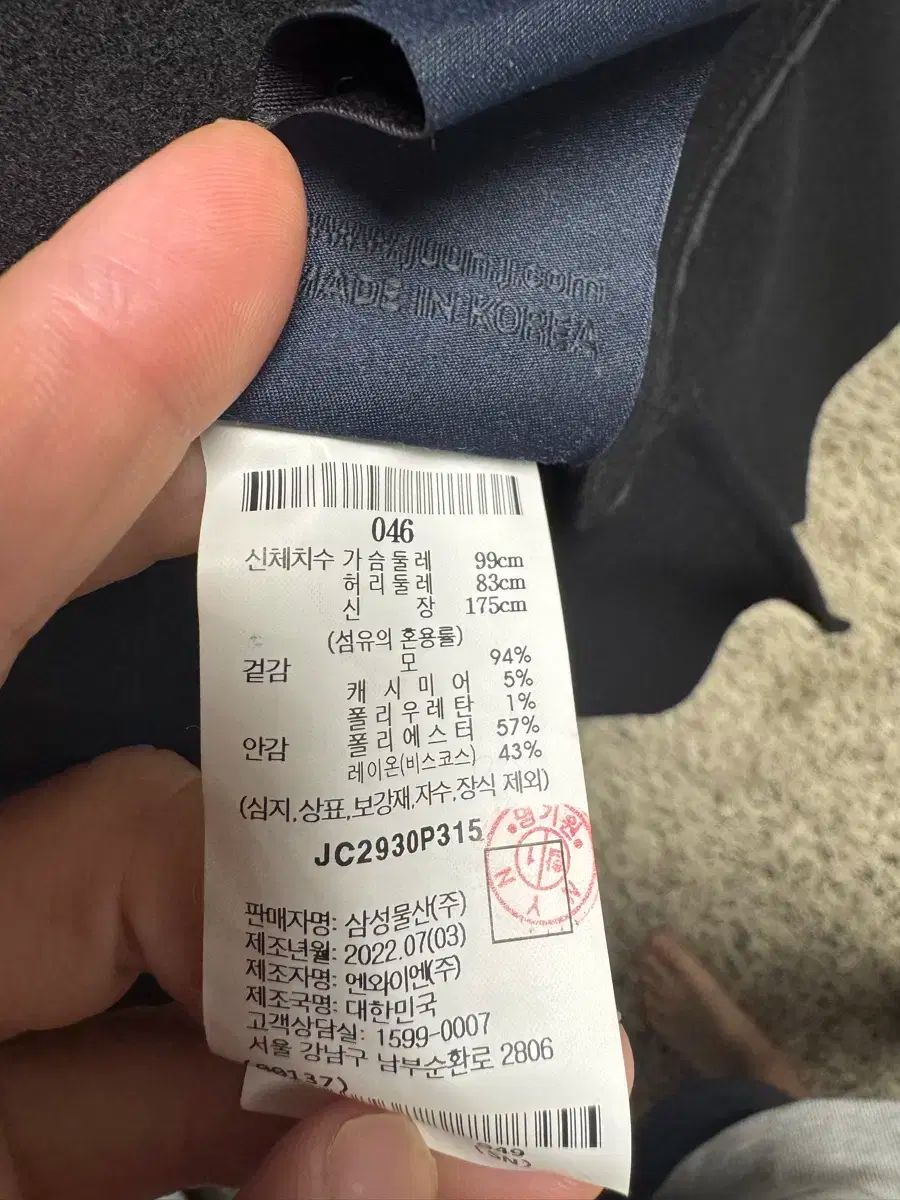 juunj.com
MADE IN KOREA
046
신체치수 가슴둘레 99cm
허리둘레 83cm
신 장 175cm
(섬유의 혼용률)
겉감 모 94%
캐시미어 5%
폴리우레탄 1%
안감 폴리에스터 57%
레이온(비스코스) 43%
(심지,상표,보강재,자수,장식 제외)
JC2930P315
판매자명: 삼성물산(주)
제조년월: 2022.07(03)
제조자명: 엔와이엔(주)
제조국명: 대한민국
고객상담실: 1599-0007
서울 강남구 남부순환로 2806
(SN)